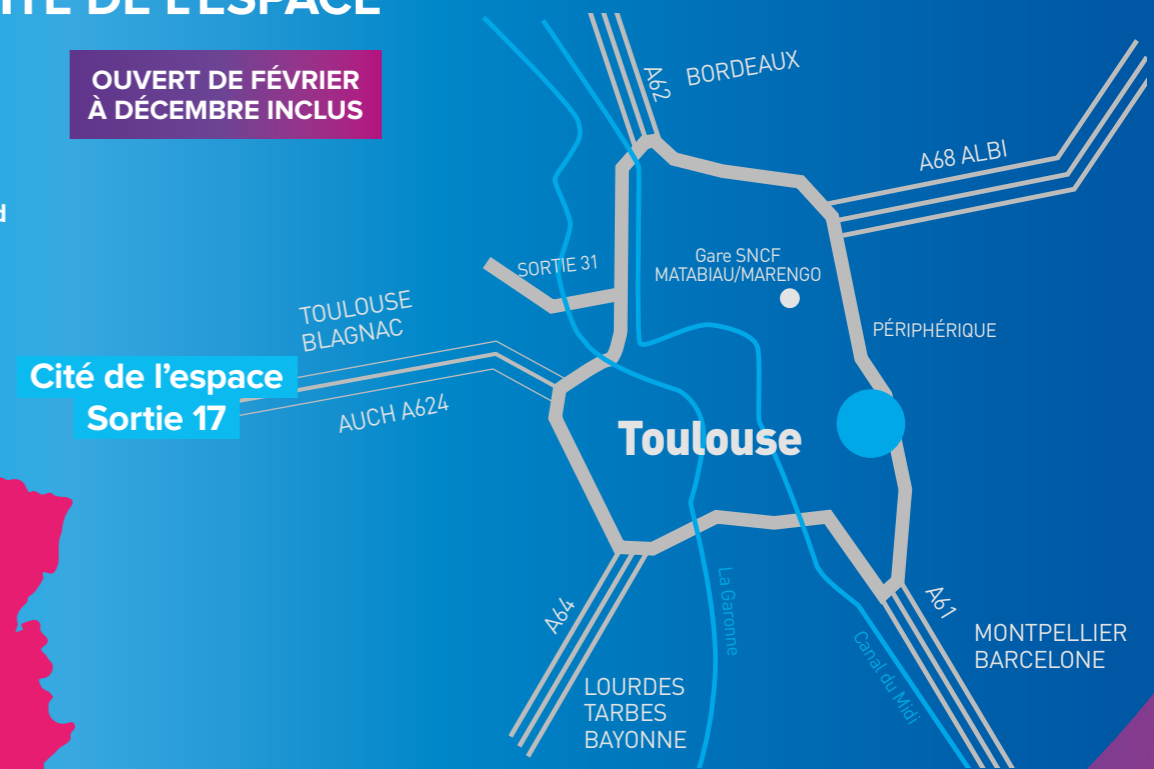 DE L'ESPACE
OUVERT DE FÉVRIER
À DÉCEMBRE INCLUS
A62
BORDEAUX
A68 ALBI
SORTIE 31
Gare SNCF
MATABIAU/MARENGO
TOULOUSE
BLAGNAC
PÉRIPHÉRIQUE
Cité de l'espace
Sortie 17
AUCH A624
Toulouse
La Garonne
A64
A61
Canal du Midi
MONTPELLIER
BARCELONE
LOURDES
TARBES
BAYONNE